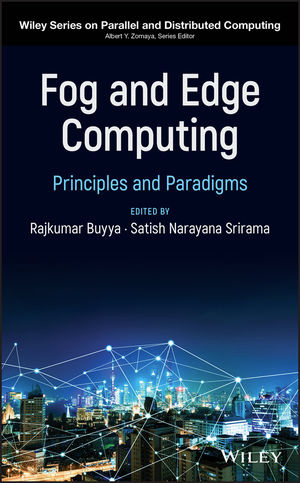 Wiley Series on Parallel and Distributed Computing
Albert Y. Zomaya, Series Editor
Fog and Edge
Computing
Principles and Paradigms
EDITED BY
Rajkumar Buyya · Satish Narayana Srirama
WILEY